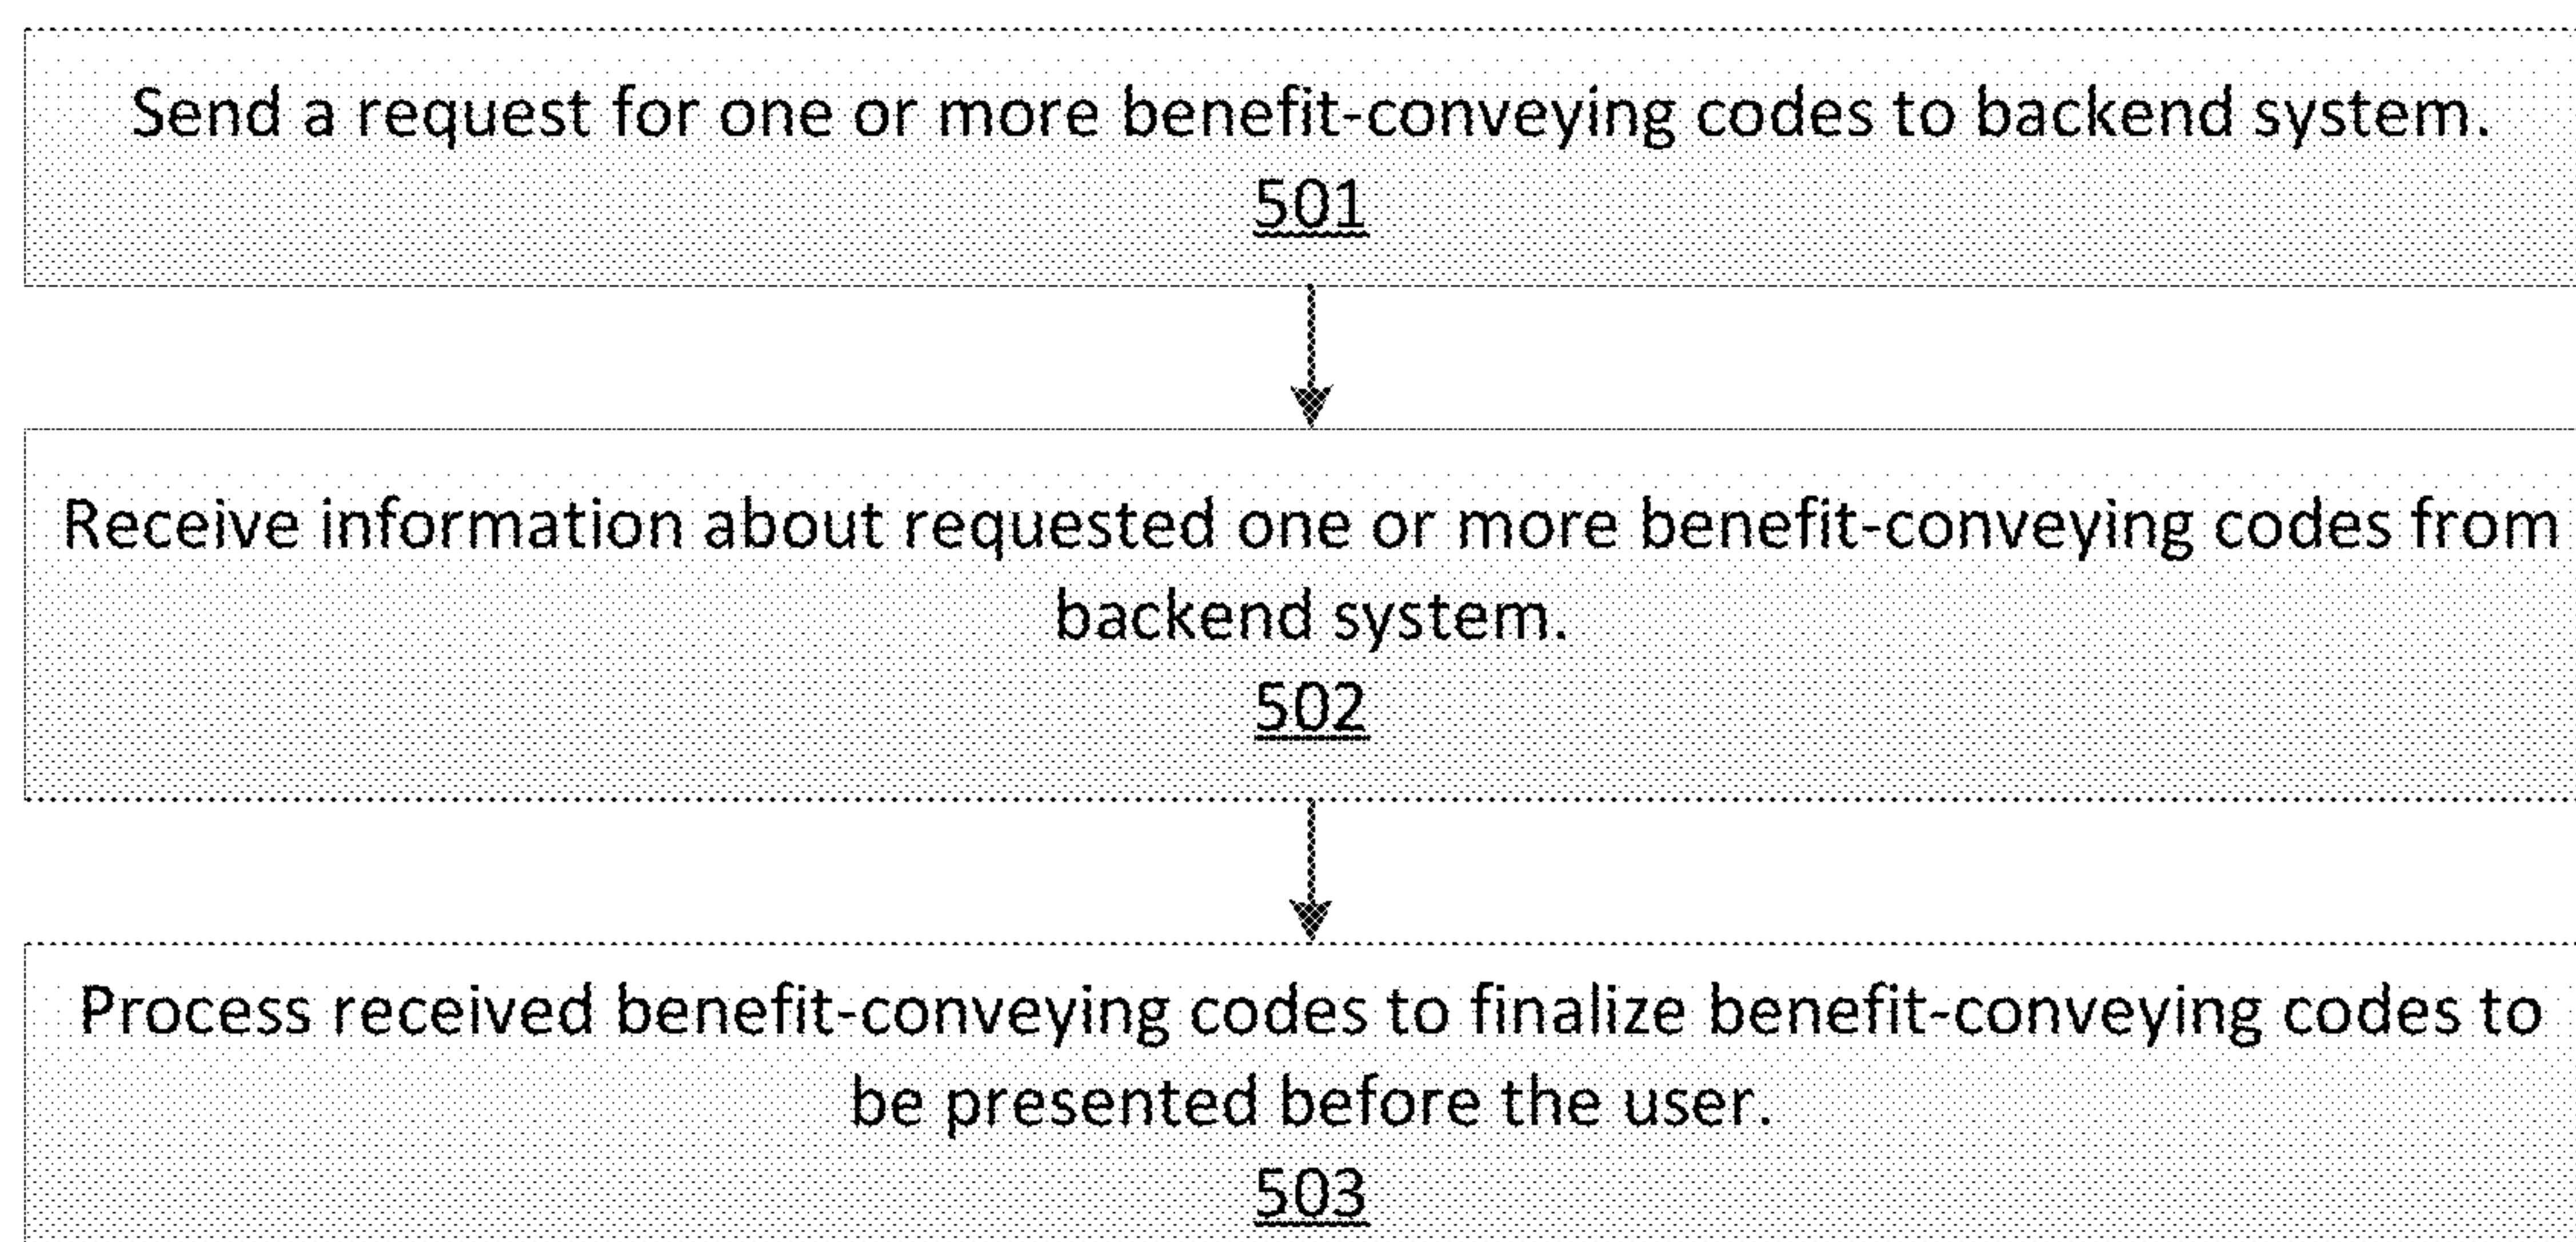 Send a request for one or more benefit-conveying codes to backend system.
501
Receive information about requested one or more benefit-conveying codes from
backend system.
502
Process received benefit-conveying codes to finalize benefit-conveying codes to
be presented before the user.
503